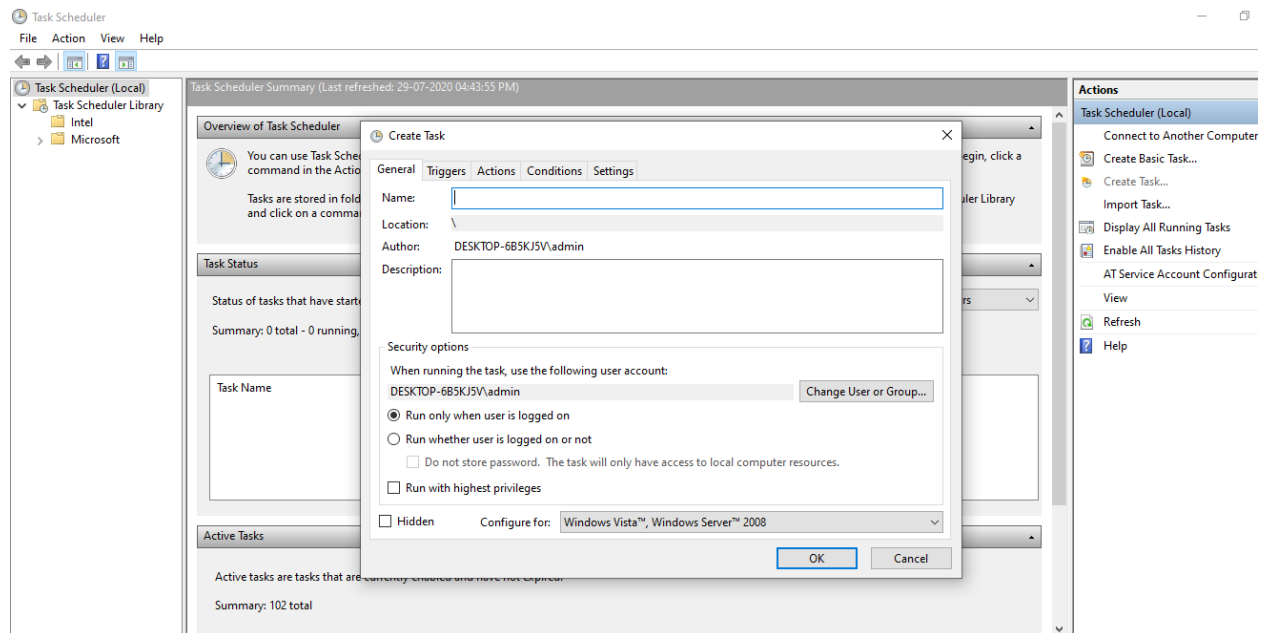 Task Scheduler
File Action View Help
Task Scheduler (Local)
Task Scheduler Library
Intel
Microsoft
Task Scheduler Summary (Last refreshed: 29-07-2020 04:43:55 PM)
Overview of Task Scheduler
You can use Task
egin, click a
command in the
Tasks are stored in
Library
and click on a
Task Status
Status of tasks that have
Summary: 0 total - 0 running,
Task Name
Active Tasks
Active tasks are tasks that are currently enabled and have not expired.
Summary: 102 total
Create Task
General Triggers Actions Conditions Settings
Name:
Location: \
Author: DESKTOP-6B5KJ5V\admin
Description:
Security options
When running the task, use the following user account:
DESKTOP-6B5KJ5V\admin Change User or Group...
Run only when user is logged on
Run whether user is logged on or not
Do not store password. The task will only have access to local computer resources.
Run with highest privileges
Hidden Configure for: Windows Vista™, Windows Server™ 2008
OK Cancel
Actions
Task Scheduler (Local)
Connect to Another Computer
Create Basic Task...
Create Task...
Import Task...
Display All Running Tasks
Enable All Tasks History
AT Service Account Configurat
View
Refresh
Help